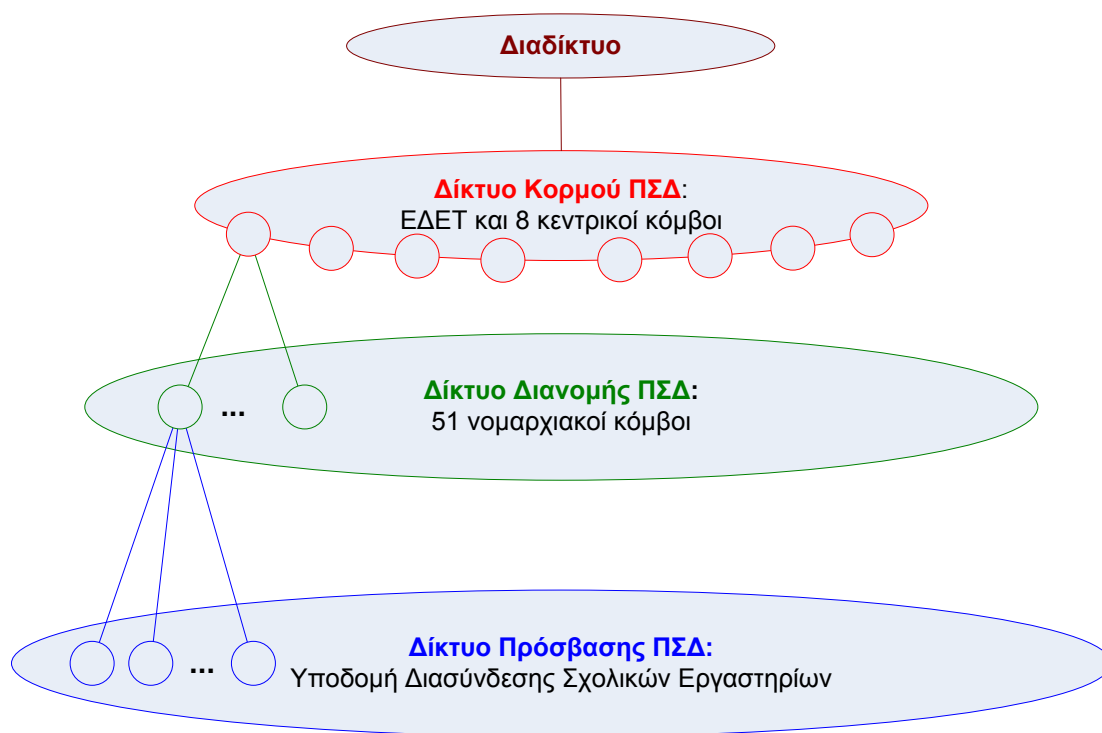 Διαδίκτυο
Δίκτυο Κορμού ΠΣΔ:
ΕΔΕΤ και 8 κεντρικοί κόμβοι
Δίκτυο Διανομής ΠΣΔ:
...
51 νομαρχιακοί κόμβοι
Δίκτυο Πρόσβασης ΠΣΔ:
...
Υποδομή Διασύνδεσης Σχολικών Εργαστηρίων